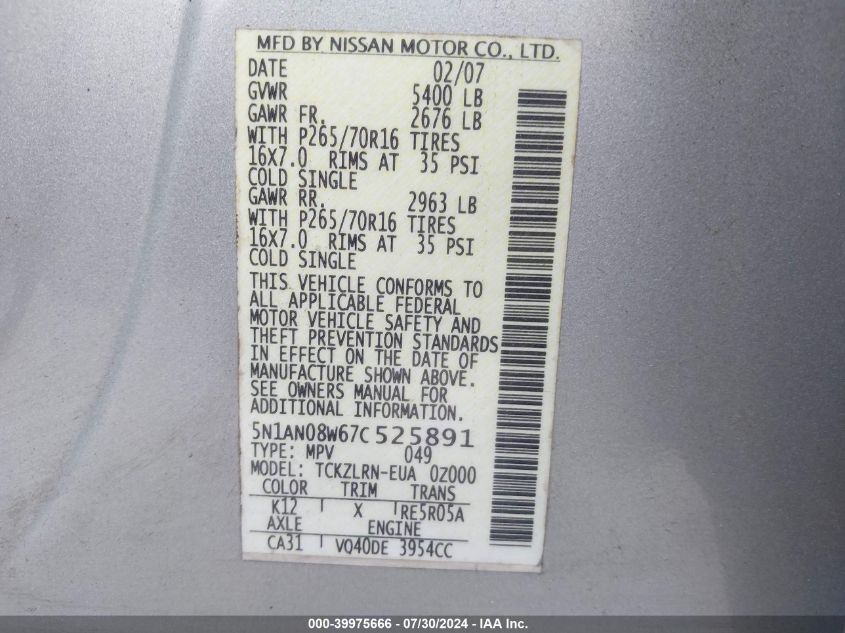 MFD BY NISSAN MOTOR CO., LTD.
DATE 02/07
GVWR 5400 LB
GAWR FR. 2676 LB
WITH P265/70R16 TIRES
16X7.0 RIMS AT 35 PSI
COLD SINGLE
GAWR RR. 2963 LB
WITH P265/70R16 TIRES
16X7.0 RIMS AT 35 PSI
COLD SINGLE
THIS VEHICLE CONFORMS TO
ALL APPLICABLE FEDERAL
MOTOR VEHICLE SAFETY AND
THEFT PREVENTION STANDARDS
IN EFFECT ON THE DATE OF
MANUFACTURE SHOWN ABOVE.
SEE OWNERS MANUAL FOR
ADDITIONAL INFORMATION.
5N1AN08W67C525891
TYPE: MPV 049
MODEL: TCKZLRN-EUA 0Z000
COLOR TRIM TRANS
K12 X RE5R05A
AXLE ENGINE
CA31 VQ40DE 3954CC
000-39975666 - 07/30/2024 - IAA Inc.